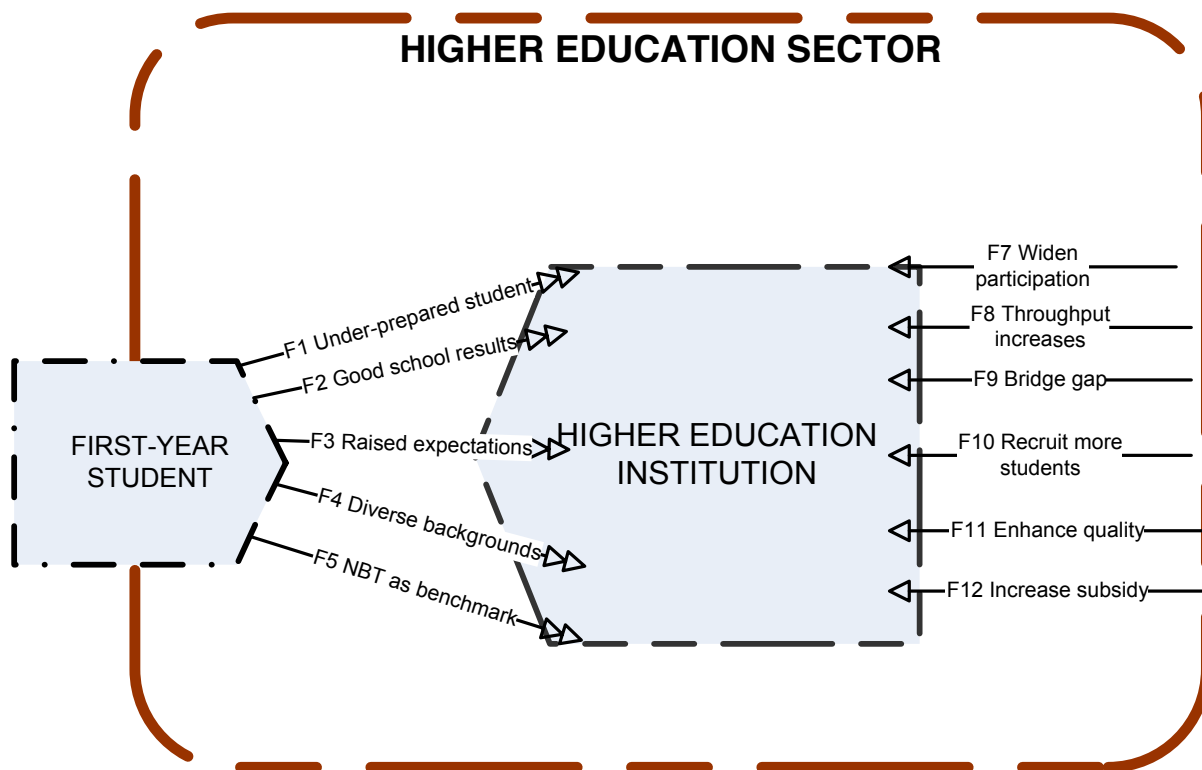 HIGHER EDUCATION SECTOR
F1 Under-prepared student
F2 Good school results
F3 Raised expectations
F4 Diverse backgrounds
F5 NBT as benchmark
FIRST-YEAR
STUDENT
HIGHER EDUCATION
INSTITUTION
F7 Widen
participation
F8 Throughput
increases
F9 Bridge gap
F10 Recruit more
students
F11 Enhance quality
F12 Increase subsidy